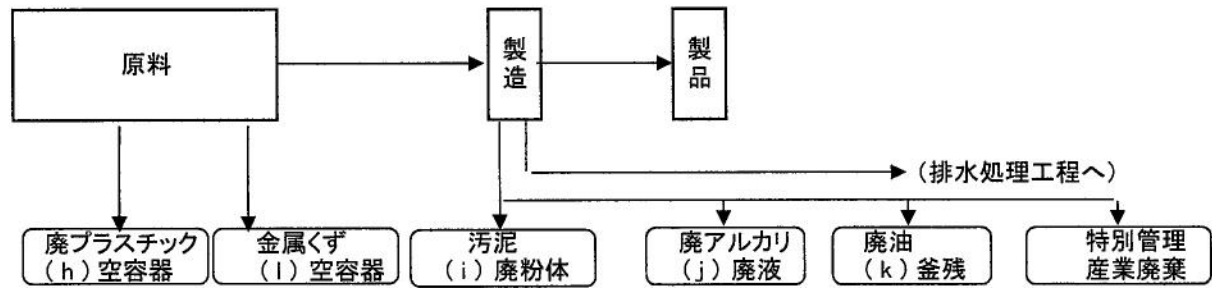 原料
製造
製品
（排水処理工程へ）
廃プラスチック
（ｈ）空容器
金属くず
（ｌ）空容器
汚泥
（ｉ）廃粉体
廃アルカリ
（ｊ）廃液
廃油
（ｋ）釜残
特別管理
産業廃棄